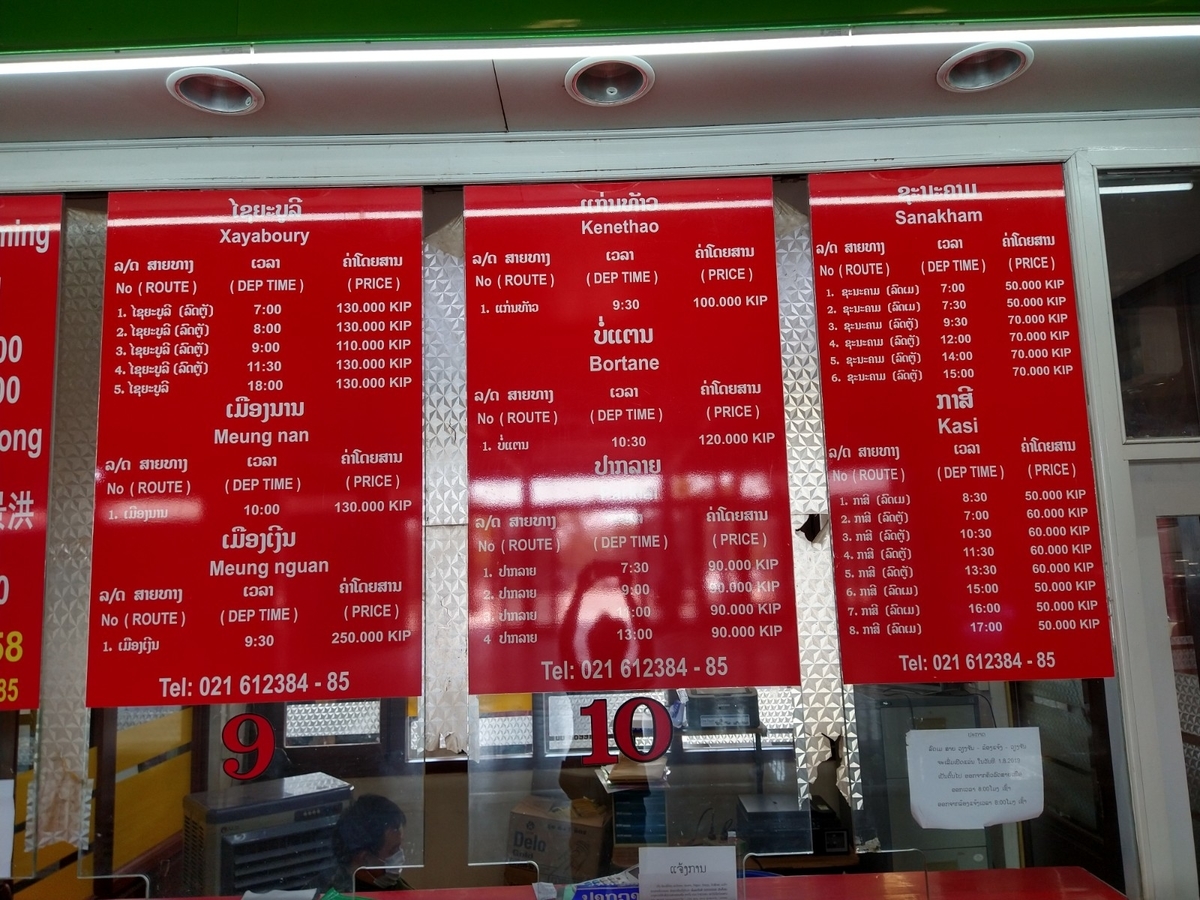 ning
00
00
ong
洪
0
58
85
ໄຊຍະບູລີ
Xayaboury
ລ/ດ ສາຍທາງ ເວລາ ຄ່າໂດຍສານ
No ( ROUTE ) ( DEP TIME ) ( PRICE )
1. ໄຊຍະບູລີ (ລົດຕູ້) 7:00 130.000 KIP
2. ໄຊຍະບູລີ (ລົດຕູ້) 8:00 130.000 KIP
3. ໄຊຍະບູລີ (ລົດຕູ້) 9:00 110.000 KIP
4. ໄຊຍະບູລີ (ລົດຕູ້) 11:30 130.000 KIP
5. ໄຊຍະບູລີ 18:00 130.000 KIP
ເມືອງນານ
Meung nan
ລ/ດ ສາຍທາງ ເວລາ ຄ່າໂດຍສານ
No ( ROUTE ) ( DEP TIME ) ( PRICE )
1. ເມືອງນານ 10:00 130.000 KIP
ເມືອງເງິນ
Meung nguan
ລ/ດ ສາຍທາງ ເວລາ ຄ່າໂດຍສານ
No ( ROUTE ) ( DEP TIME ) ( PRICE )
1. ເມືອງເງິນ 9:30 250.000 KIP
Tel: 021 612384 - 85
9
ແກ່ນທ້າວ
Kenethao
ລ/ດ ສາຍທາງ ເວລາ ຄ່າໂດຍສານ
No ( ROUTE ) ( DEP TIME ) ( PRICE )
1. ແກ່ນທ້າວ 9:30 100.000 KIP
ບໍ່ແຕນ
Bortane
ລ/ດ ສາຍທາງ ເວລາ ຄ່າໂດຍສານ
No ( ROUTE ) ( DEP TIME ) ( PRICE )
1. ບໍ່ແຕນ 10:30 120.000 KIP
ປາກລາຍ
ລ/ດ ສາຍທາງ ເວລາ ຄ່າໂດຍສານ
No ( ROUTE ) ( DEP TIME ) ( PRICE )
1. ປາກລາຍ 7:30 90.000 KIP
2. ປາກລາຍ 9:00 90.000 KIP
3. ປາກລາຍ 11:00 90.000 KIP
4 ປາກລາຍ 13:00 90.000 KIP
Tel: 021 612384 - 85
10
ຊະນະຄາມ
Sanakham
ລ/ດ ສາຍທາງ ເວລາ ຄ່າໂດຍສານ
No ( ROUTE ) ( DEP TIME ) ( PRICE )
1. ຊະນະຄາມ (ລົດເມ) 7:00 50.000 KIP
2. ຊະນະຄາມ (ລົດເມ) 7:30 50.000 KIP
3. ຊະນະຄາມ (ລົດຕູ້) 9:30 70.000 KIP
4. ຊະນະຄາມ (ລົດຕູ້) 12:00 70.000 KIP
5. ຊະນະຄາມ (ລົດຕູ້) 14:00 70.000 KIP
6. ຊະນະຄາມ (ລົດຕູ້) 15:00 70.000 KIP
ກາສີ
Kasi
ລ/ດ ສາຍທາງ ເວລາ ຄ່າໂດຍສານ
No ( ROUTE ) ( DEP TIME ) ( PRICE )
1. ກາສີ (ລົດເມ) 8:30 50.000 KIP
2. ກາສີ (ລົດຕູ້) 7:00 60.000 KIP
3. ກາສີ (ລົດຕູ້) 10:30 60.000 KIP
4. ກາສີ (ລົດຕູ້) 11:30 60.000 KIP
5. ກາສີ (ລົດຕູ້) 13:30 60.000 KIP
6. ກາສີ (ລົດເມ) 15:00 50.000 KIP
7. ກາສີ (ລົດເມ) 16:00 50.000 KIP
8. ກາສີ (ລົດເມ) 17:00 50.000 KIP
Tel: 021 612384 - 85
Delo
ແຈ້ງການ